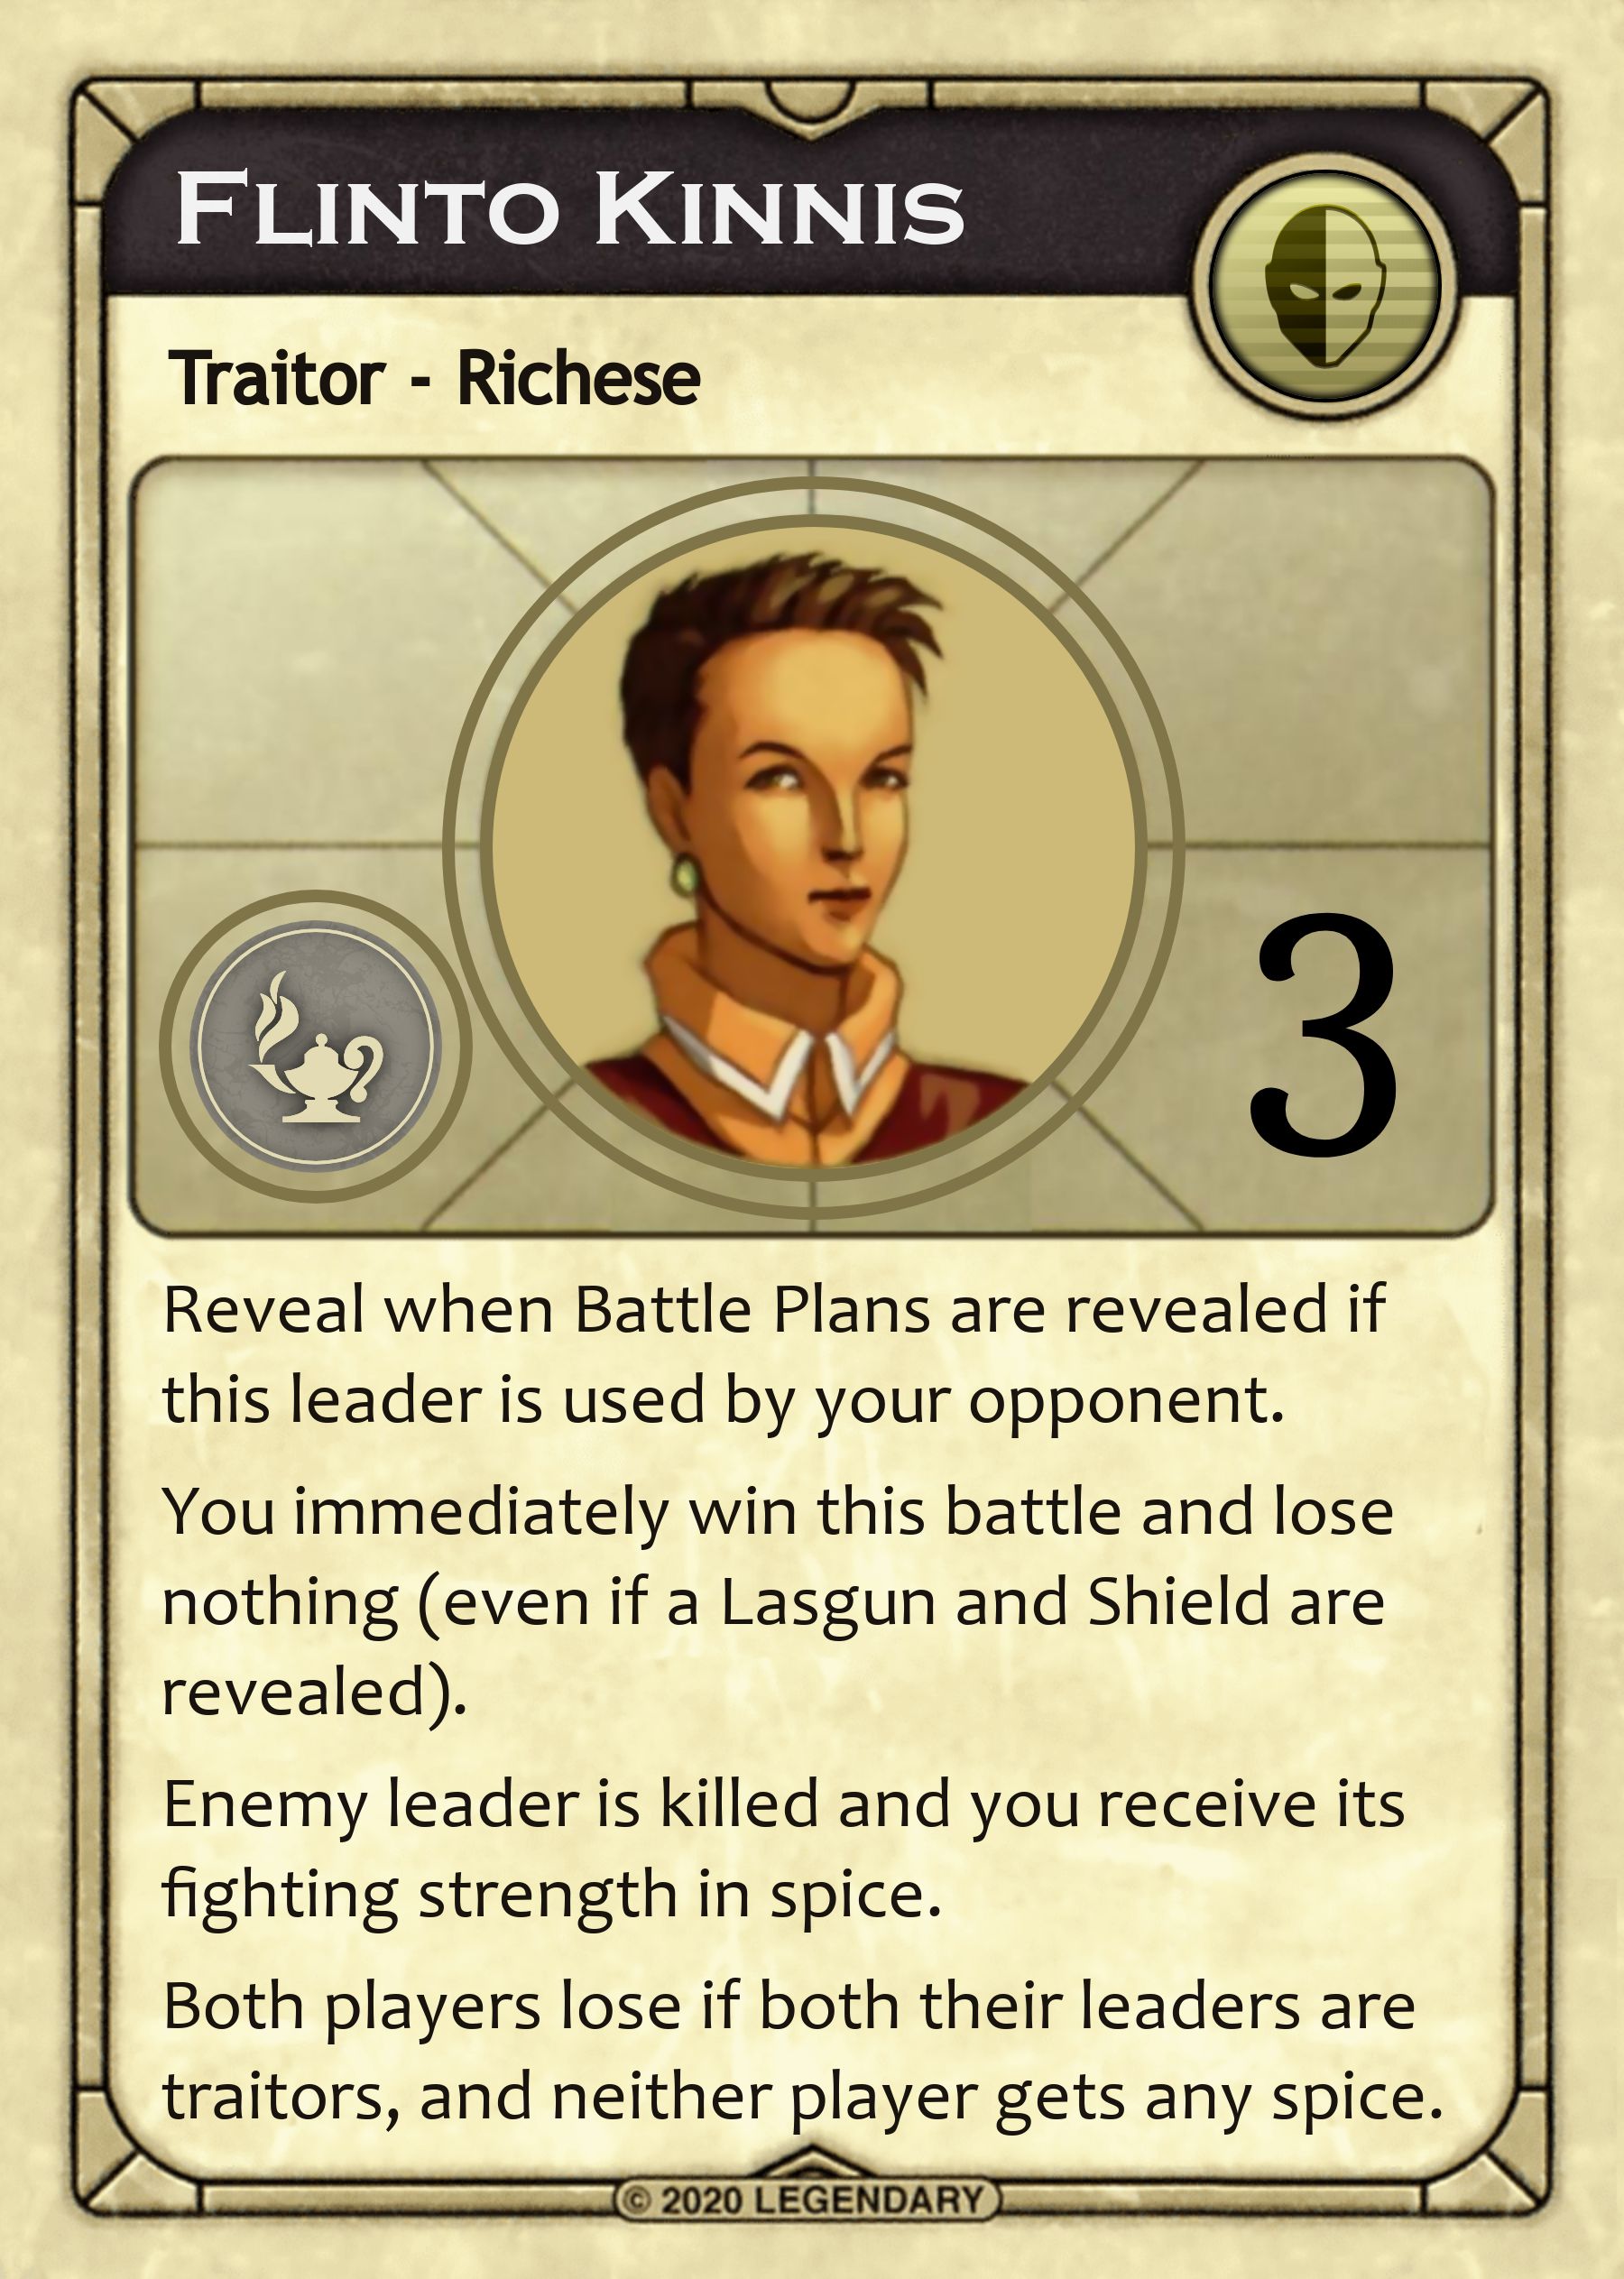 Flinto Kinnis
Traitor - Richese
3
Reveal when Battle Plans are revealed if
this leader is used by your opponent.
You immediately win this battle and lose
nothing (even if a Lasgun and Shield are
revealed).
Enemy leader is killed and you receive its
fighting strength in spice.
Both players lose if both their leaders are
traitors, and neither player gets any spice.
© 2020 LEGENDARY